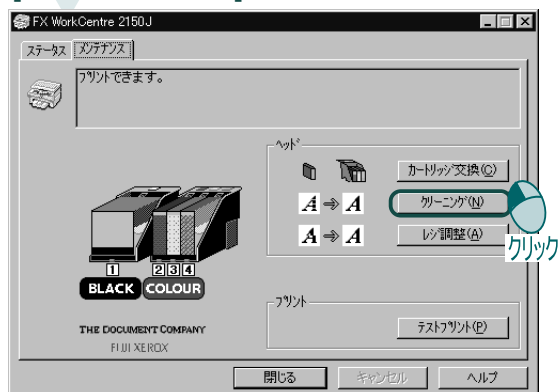 FX WorkCentre 2150J
ステータス メンテナンス
プリントできます。
ヘッド
カートリッジ交換(C)
A ⇒ A クリーニング(N)
A ⇒ A レジ調整(A)
クリック
1 2 3 4
BLACK COLOUR
プリント
THE DOCUMENT COMPANY テストプリント(P)
FUJI XEROX
閉じる キャンセル ヘルプ